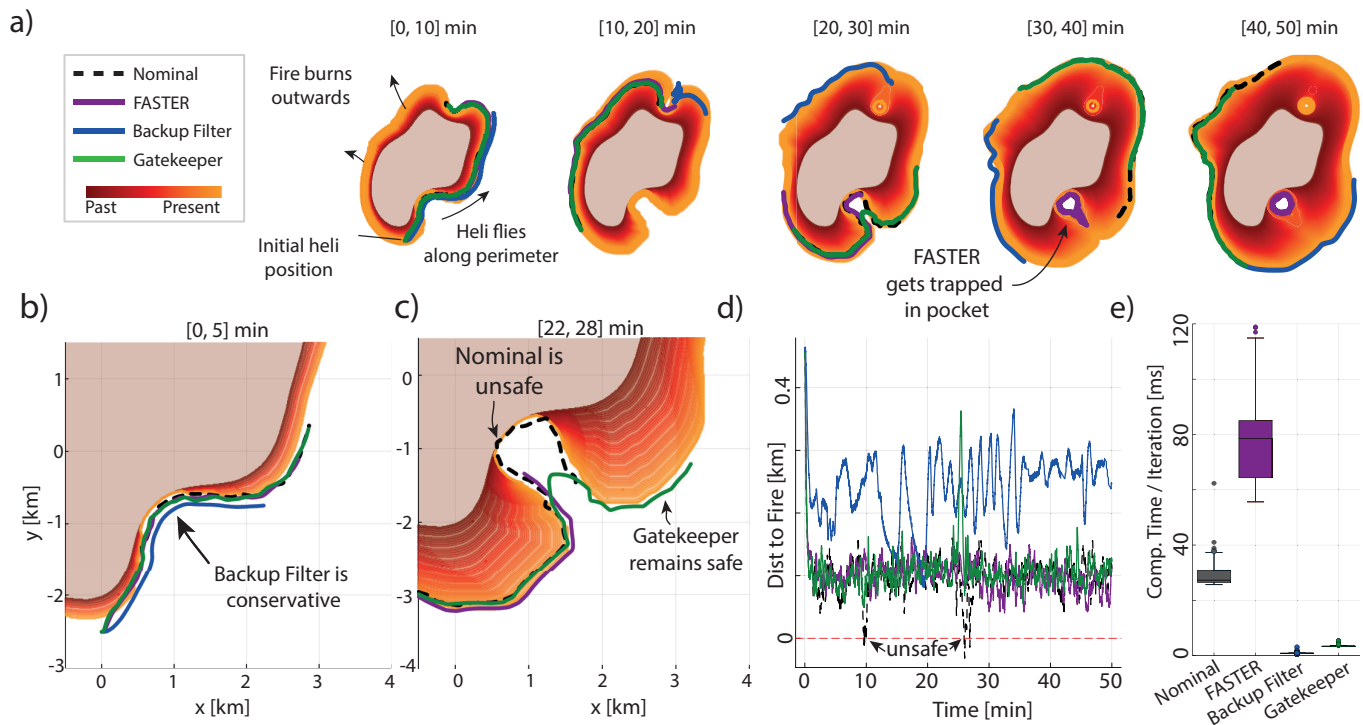 a)
[0, 10] min
[10, 20] min
[20, 30] min
[30, 40] min
[40, 50] min
Nominal
FASTER
Backup Filter
Gatekeeper
Past
Present
Fire burns
outwards
Initial heli
position
Heli flies
along perimeter
FASTER
gets trapped
in pocket
b)
[0, 5] min
1
0
-1
-2
-3
y [km]
0
1
2
3
4
x [km]
Backup Filter is
conservative
c)
[22, 28] min
0
-1
-2
-3
-4
0
1
2
3
4
x [km]
Nominal is
unsafe
Gatekeeper
remains safe
d)
0.4
0
Dist to Fire [km]
unsafe
0
10
20
30
40
50
Time [min]
e)
120
80
40
0
Comp. Time / Iteration [ms]
Nominal
FASTER
Backup Filter
Gatekeeper